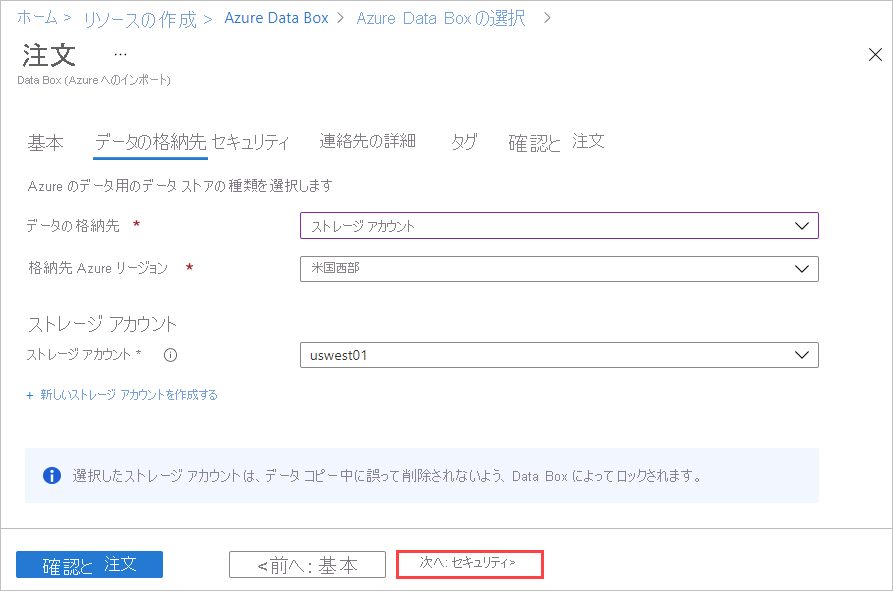 ホーム > リソースの作成 > Azure Data Box > Azure Data Boxの選択 >
注文 ...
Data Box (Azureへのインポート)
基本 データの格納先 セキュリティ 連絡先の詳細 タグ 確認と 注文
Azure のデータ用のデータ ストアの種類を選択します
データの格納先 * ストレージ アカウント
格納先 Azure リージョン * 米国西部
ストレージ アカウント
ストレージ アカウント * uswest01
+ 新しいストレージ アカウントを作成する
選択したストレージ アカウントは、データ コピー中に誤って削除されないよう、Data Box によってロックされます。
確認と 注文 <前へ: 基本 次へ: セキュリティ>